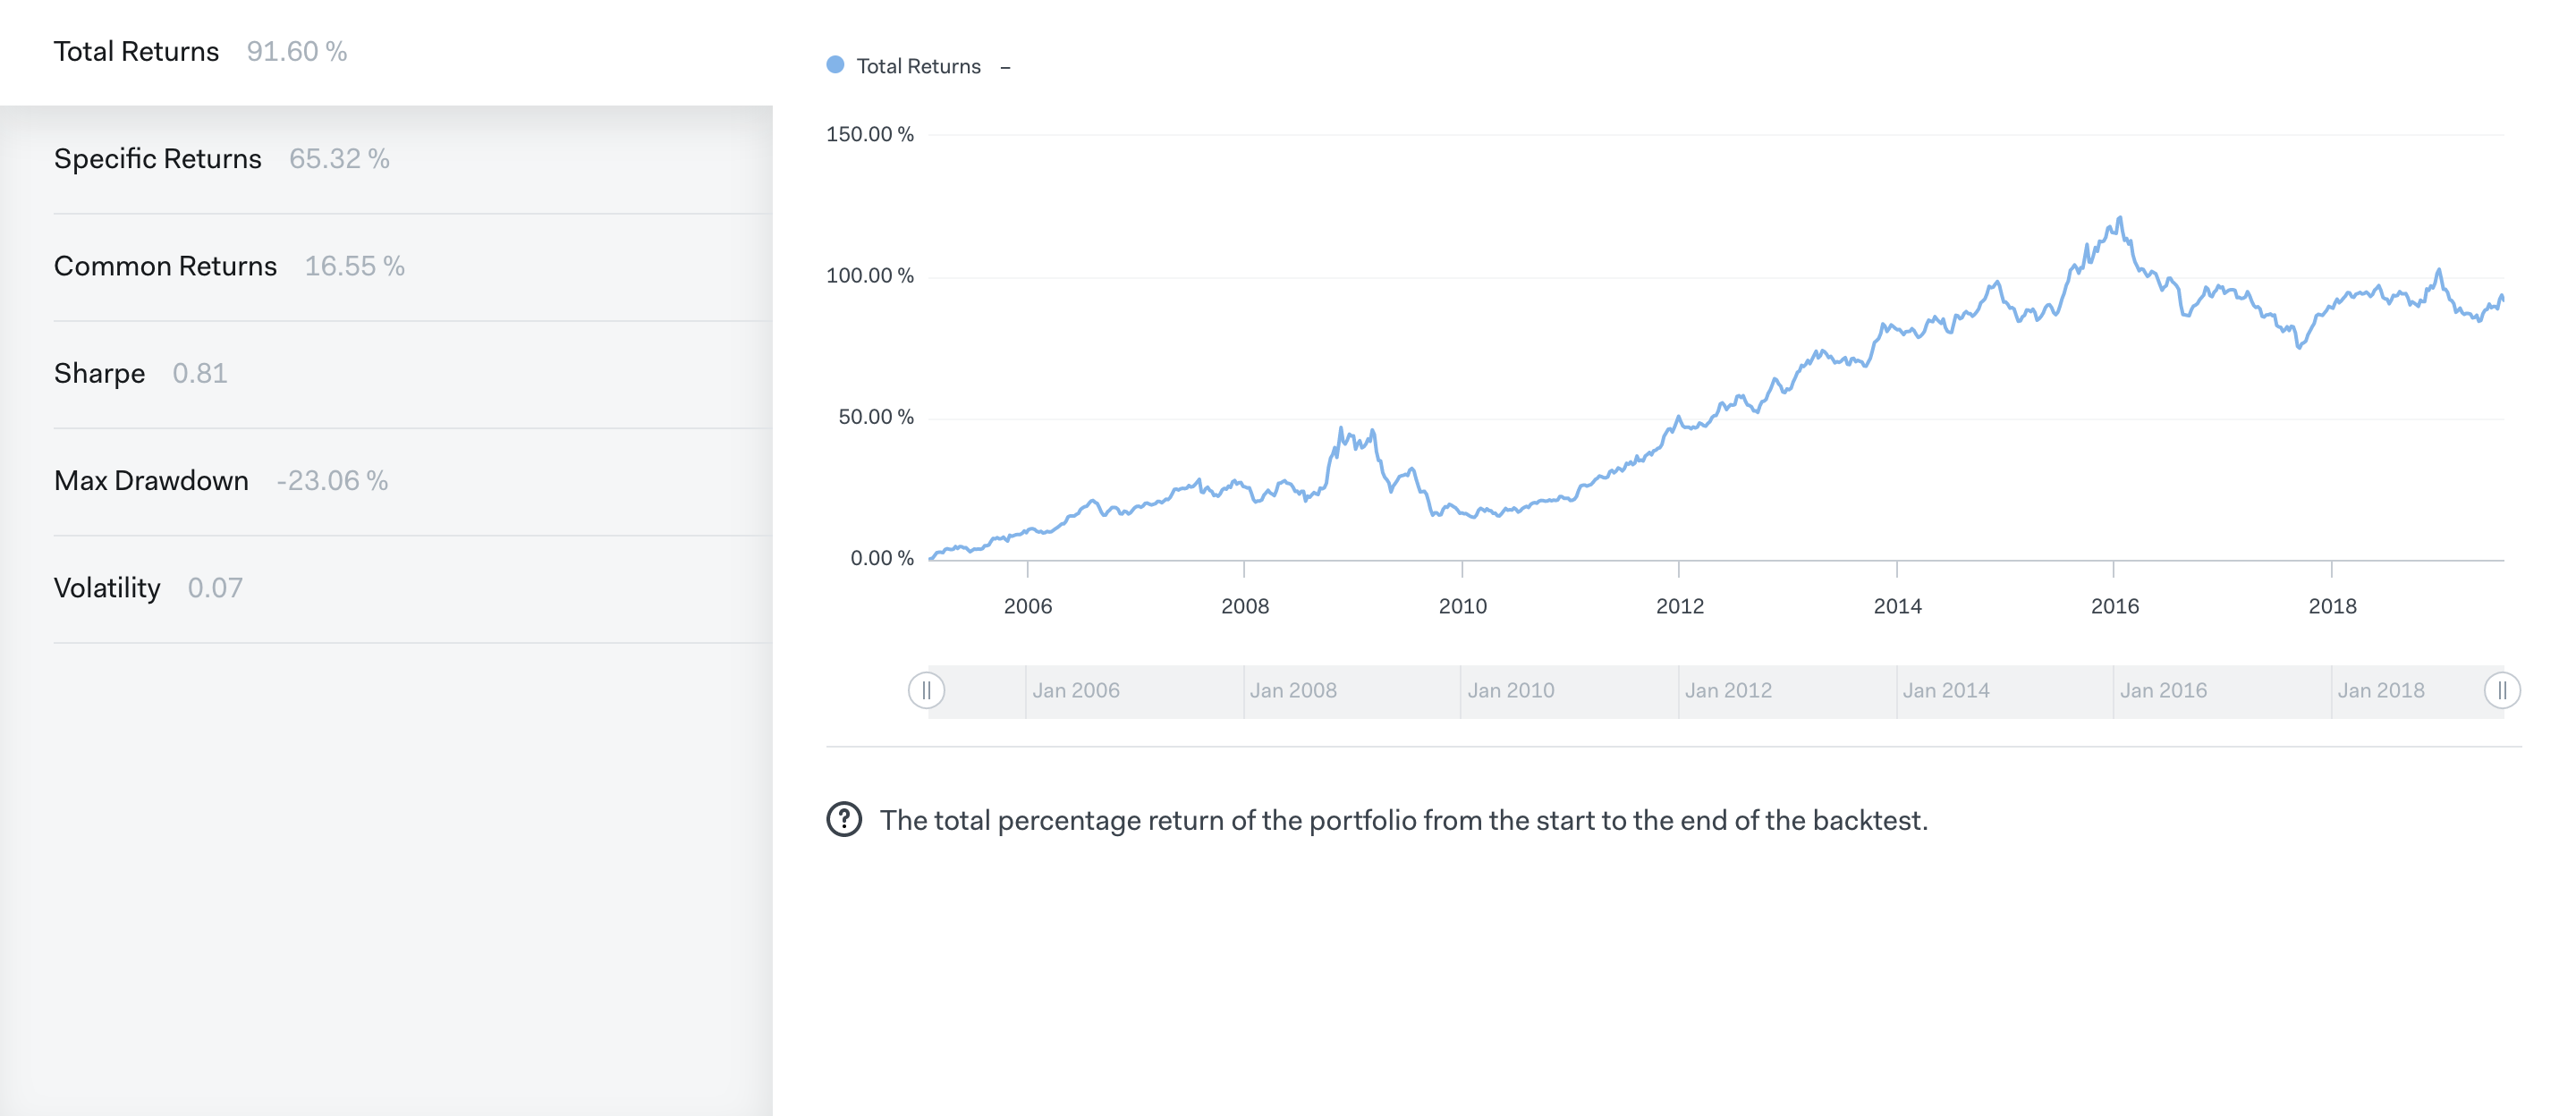 Total Returns 91.60 %
Specific Returns 65.32 %
Common Returns 16.55 %
Sharpe 0.81
Max Drawdown -23.06 %
Volatility 0.07
Total Returns –
150.00 %
100.00 %
50.00 %
0.00 %
2006 2008 2010 2012 2014 2016 2018
Jan 2006 Jan 2008 Jan 2010 Jan 2012 Jan 2014 Jan 2016 Jan 2018
? The total percentage return of the portfolio from the start to the end of the backtest.